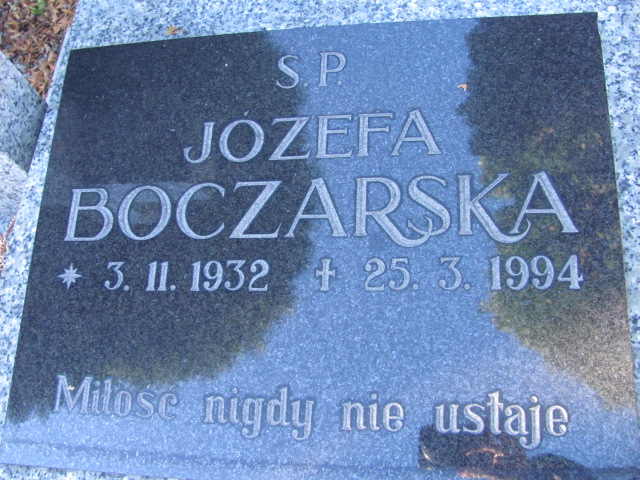 S.P.
JÓZEFA
BOCZARSKA
* 3. 11. 1932 † 25. 3. 1994
Miłość nigdy nie ustaje